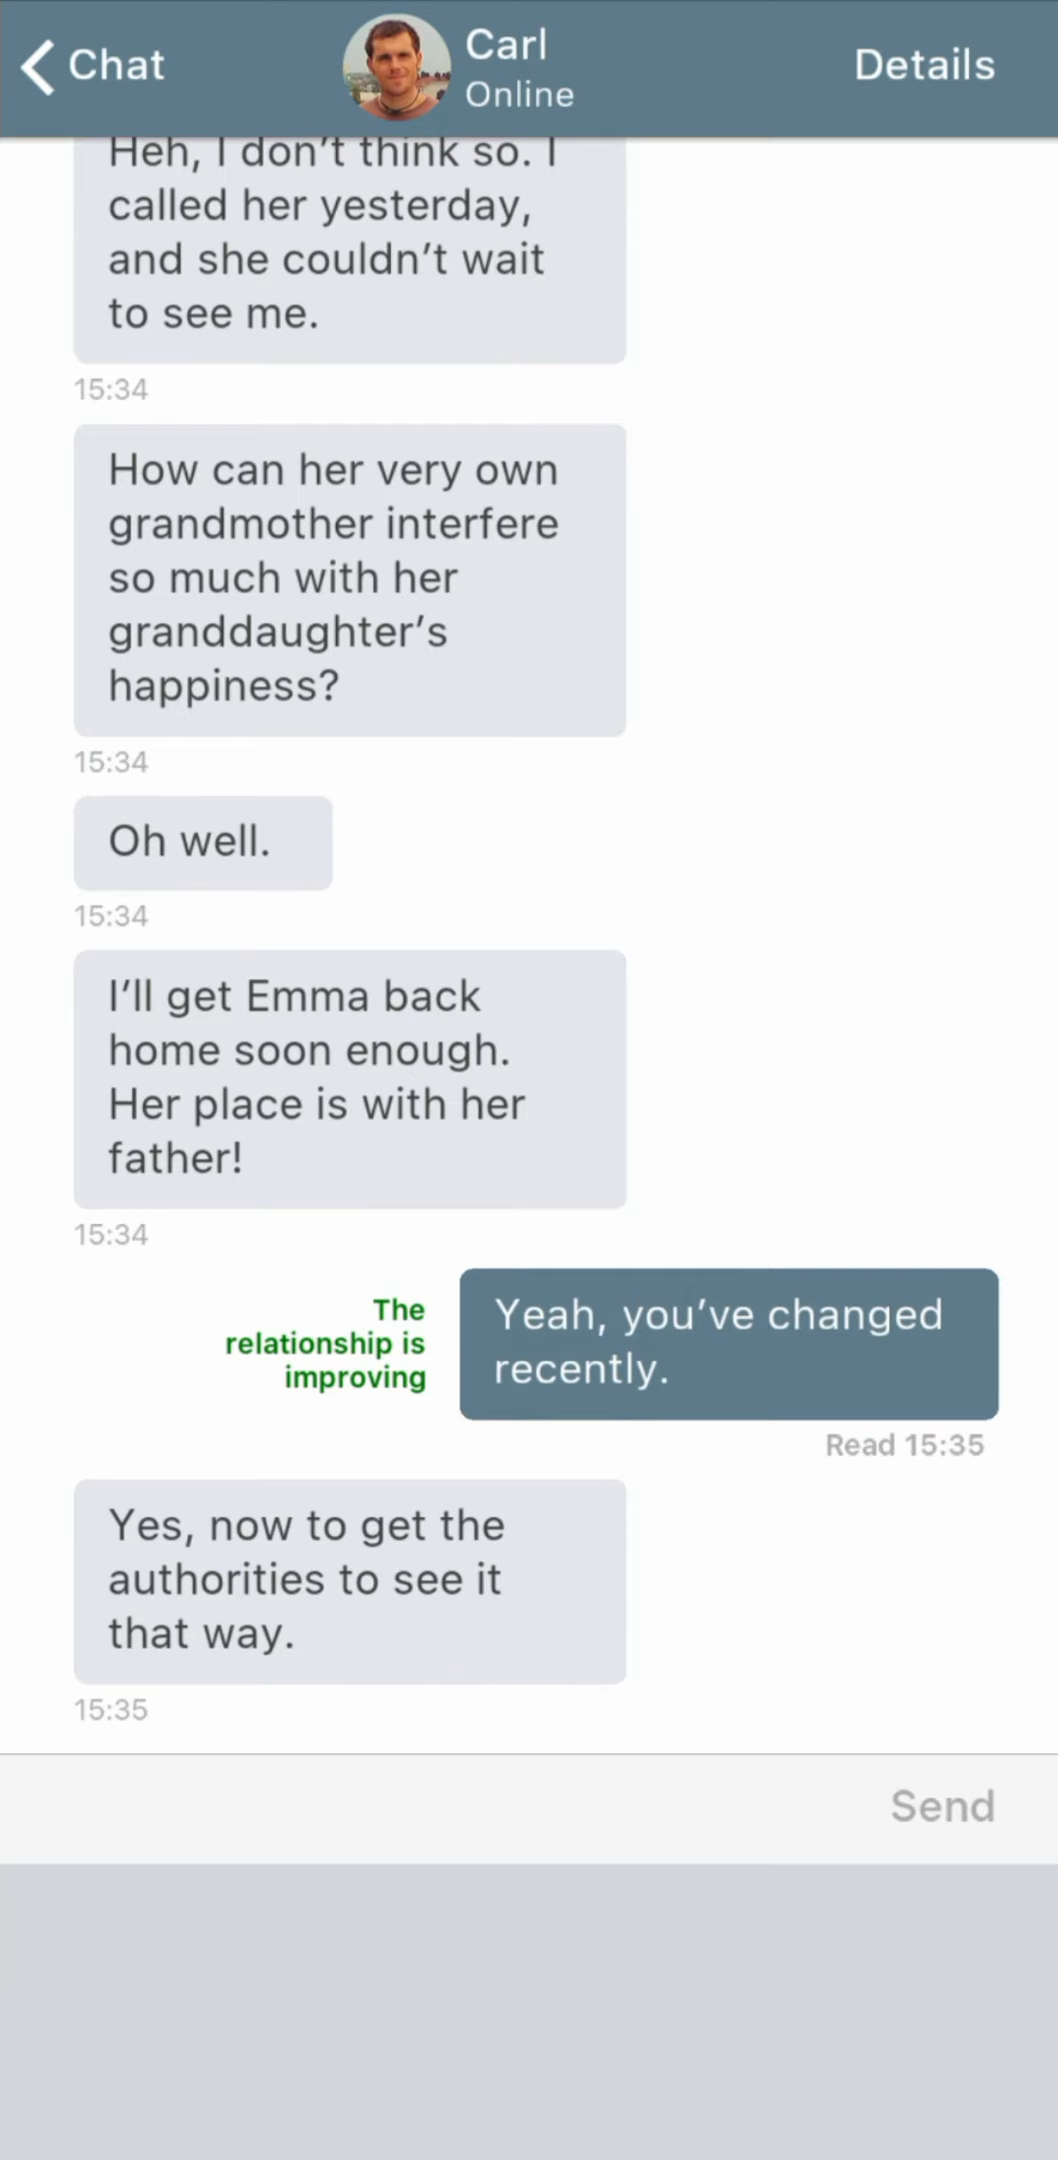 Chat
Carl
Online
Details
Heh, I don’t think so. I
called her yesterday,
and she couldn’t wait
to see me.
15:34
How can her very own
grandmother interfere
so much with her
granddaughter’s
happiness?
15:34
Oh well.
15:34
I’ll get Emma back
home soon enough.
Her place is with her
father!
15:34
The
relationship is
improving
Yeah, you’ve changed
recently.
Read 15:35
Yes, now to get the
authorities to see it
that way.
15:35
Send